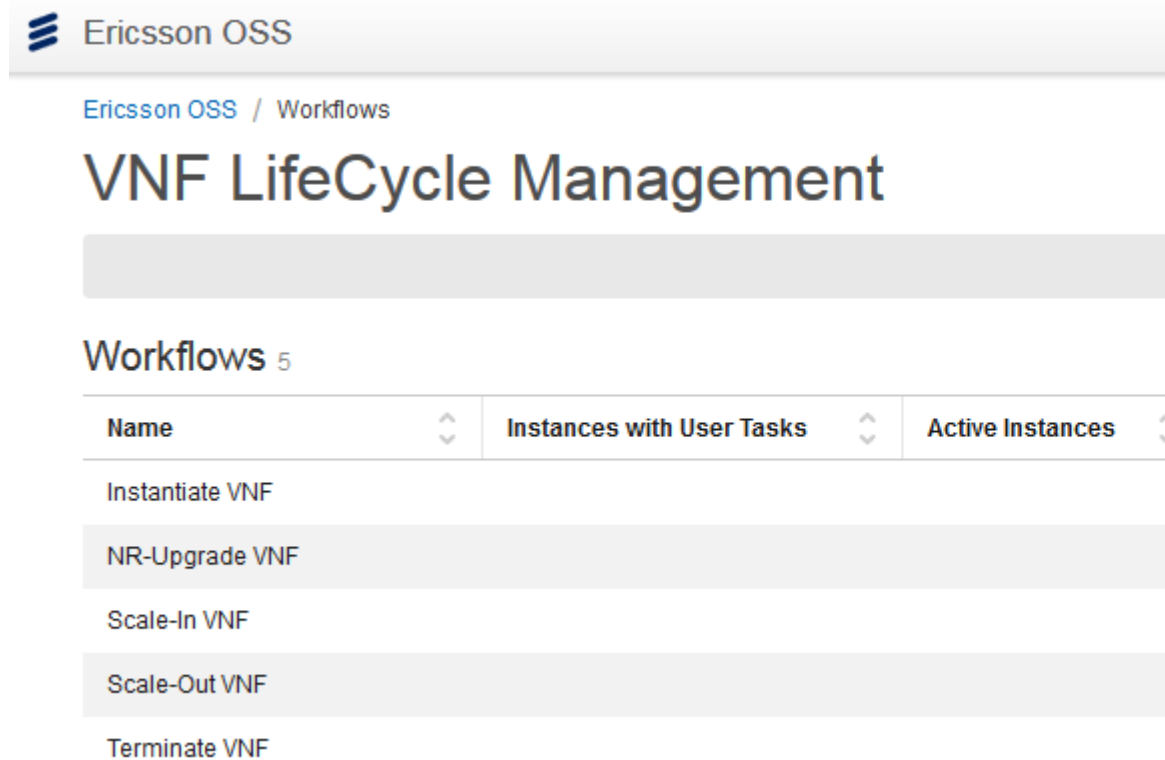 Ericsson OSS
Ericsson OSS / Workflows
VNF LifeCycle Management
Workflows 5
Name Instances with User Tasks Active Instances
Instantiate VNF
NR-Upgrade VNF
Scale-In VNF
Scale-Out VNF
Terminate VNF